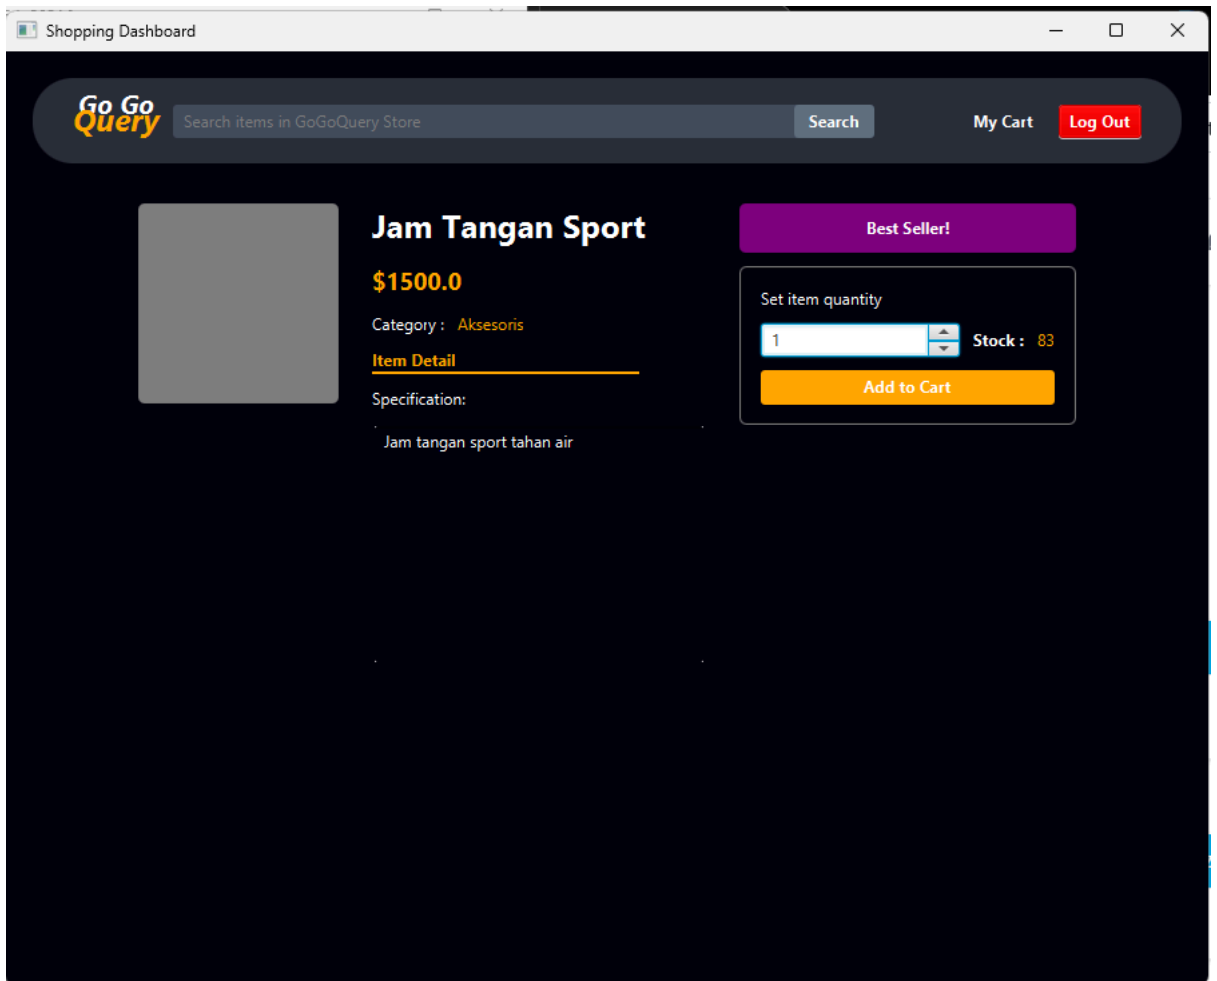 Shopping Dashboard
Go Go
Query
Search items in GoGoQuery Store
Search
My Cart
Log Out
Jam Tangan Sport
$1500.0
Category : Aksesoris
Item Detail
Specification:
Jam tangan sport tahan air
Best Seller!
Set item quantity
1
Stock : 83
Add to Cart